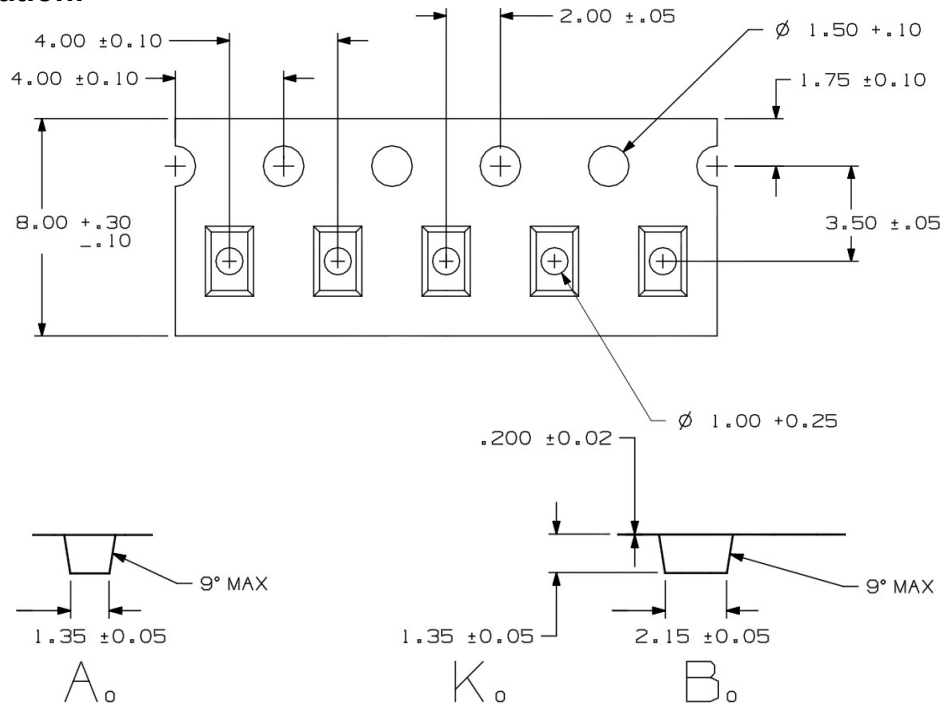 2.00 ±.05
4.00 ±0.10
Ø 1.50 +.10
4.00 ±0.10
1.75 ±0.10
8.00 +.30
-.10
3.50 ±.05
Ø 1.00 +0.25
.200 ±0.02
9° MAX
9° MAX
1.35 ±0.05
1.35 ±0.05
2.15 ±0.05
A₀
K₀
B₀